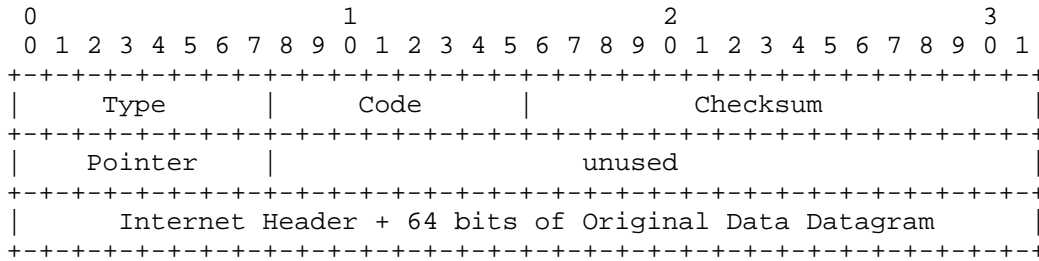 0                   1                   2                   3
0 1 2 3 4 5 6 7 8 9 0 1 2 3 4 5 6 7 8 9 0 1 2 3 4 5 6 7 8 9 0 1
+-+-+-+-+-+-+-+-+-+-+-+-+-+-+-+-+-+-+-+-+-+-+-+-+-+-+-+-+-+-+-+-+
|     Type      |     Code      |          Checksum             |
+-+-+-+-+-+-+-+-+-+-+-+-+-+-+-+-+-+-+-+-+-+-+-+-+-+-+-+-+-+-+-+-+
|    Pointer    |                   unused                      |
+-+-+-+-+-+-+-+-+-+-+-+-+-+-+-+-+-+-+-+-+-+-+-+-+-+-+-+-+-+-+-+-+
|      Internet Header + 64 bits of Original Data Datagram      |
+-+-+-+-+-+-+-+-+-+-+-+-+-+-+-+-+-+-+-+-+-+-+-+-+-+-+-+-+-+-+-+-+